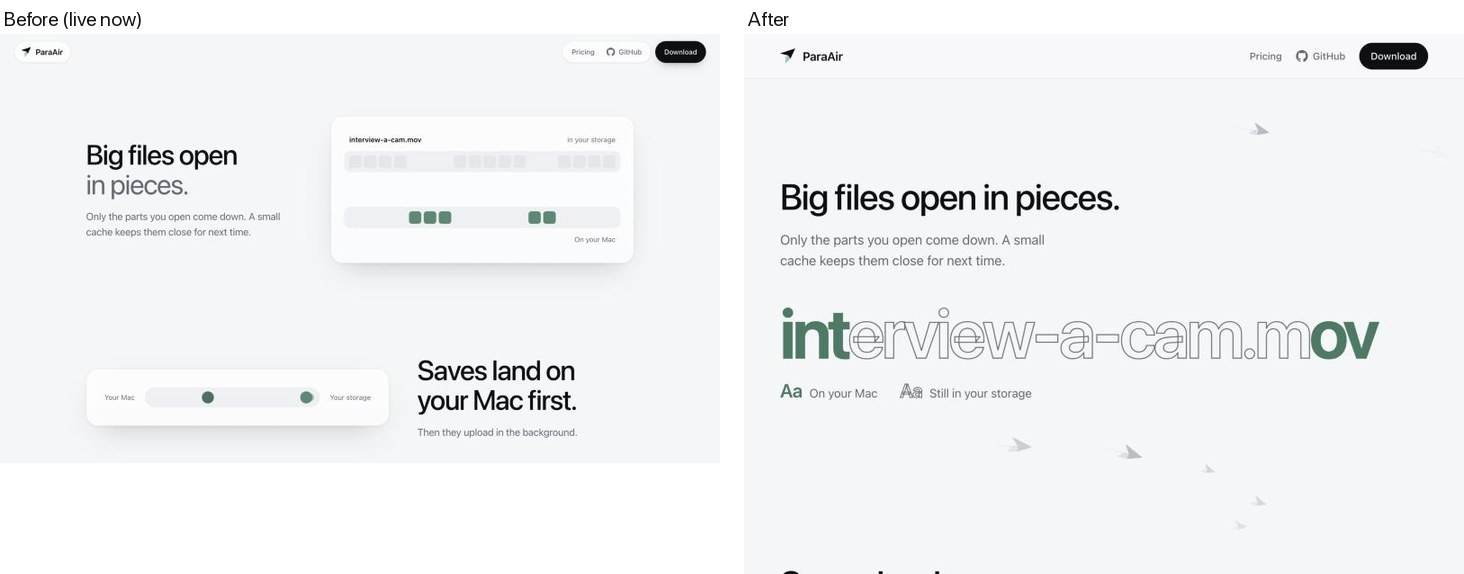 Before (live now)
ParaAir
Pricing
GitHub
Download
Big files open
in pieces.
Only the parts you open come down. A small
cache keeps them close for next time.
interview-a-cam.mov
in your storage
On your Mac
Your Mac
Your storage
Saves land on
your Mac first.
Then they upload in the background.
After
ParaAir
Pricing
GitHub
Download
Big files open in pieces.
Only the parts you open come down. A small
cache keeps them close for next time.
interview-a-cam.mov
Aa On your Mac
Aa Still in your storage